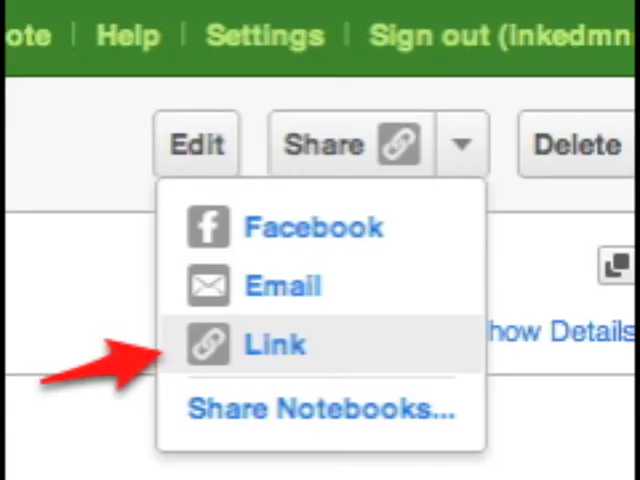 ote | Help | Settings | Sign out (inkedmn
Edit Share Delete
Facebook
Email
Link
how Details
Share Notebooks...